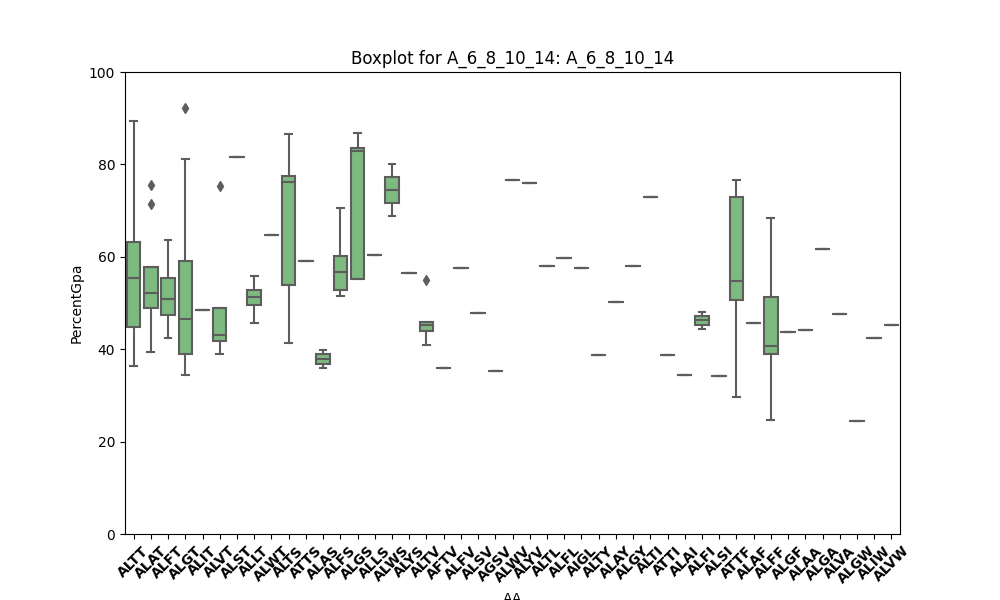 Boxplot for A_6_8_10_14: A_6_8_10_14
100
80
60
40
20
0
PercentGpa
ALTT ALAT ALFT ALGT ALIT ALVT ALST ALLT ALWT ALTS ATTS ALAS ALFS ALGS ALLS ALWS ALYS ALTV AFTV ALFV ALSV AGSV ALWV ALYV ALTL ALFL AIGL ALTY ALAY ALGY ALTI ATTI ALAI ALFI ALSI ATTF ALAF ALFF ALGF ALAA ALGA ALVA ALGW ALIW ALVW
AA